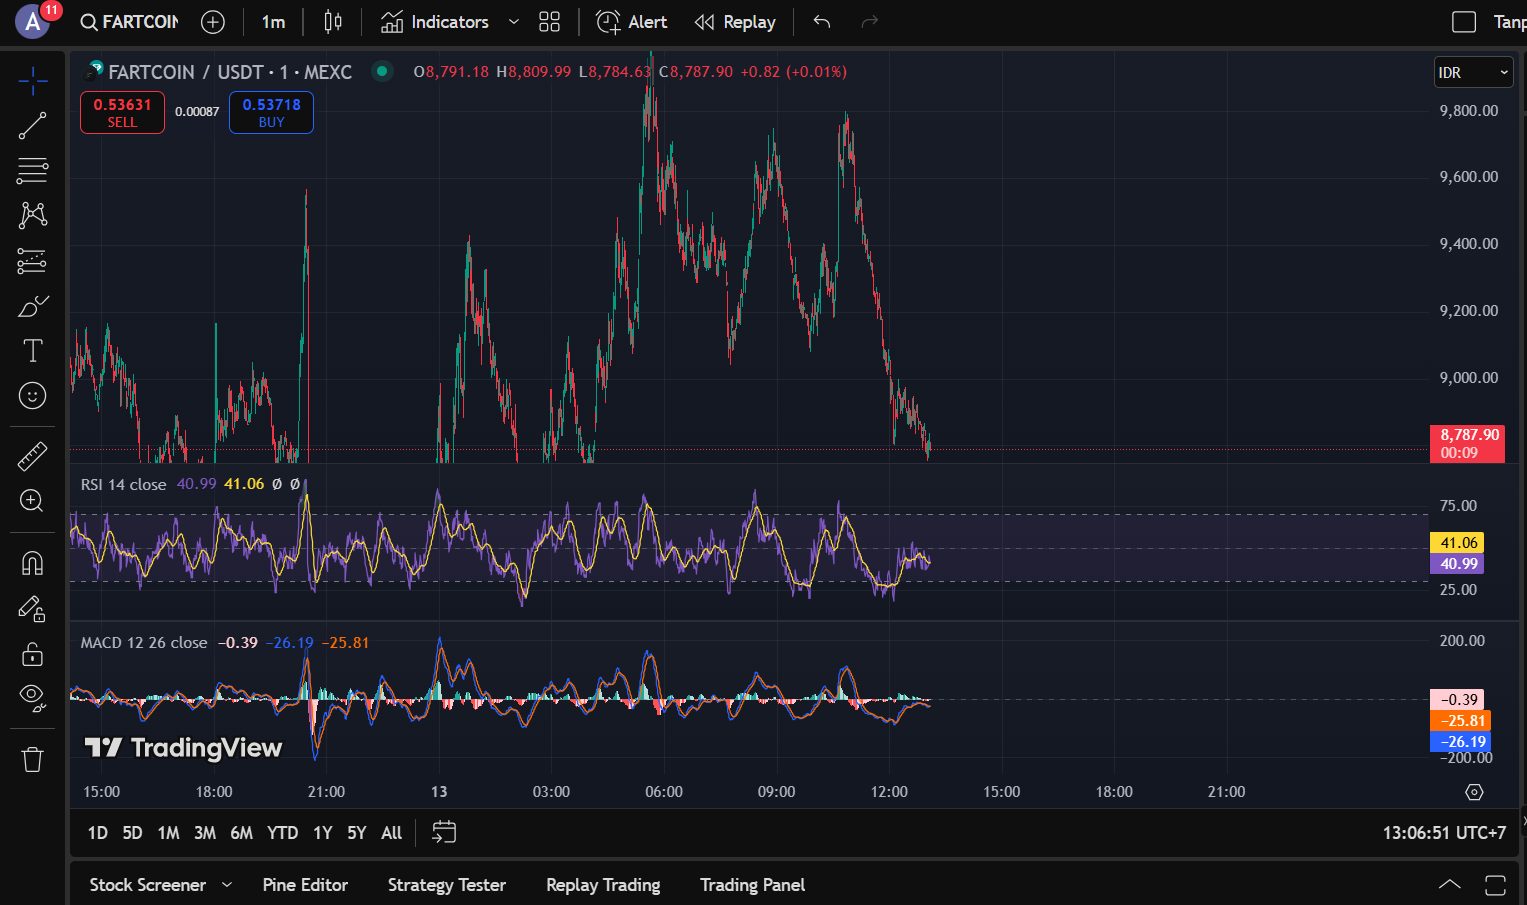 A 11 FARTCOIN 1m Indicators Alert Replay Tanp
FARTCOIN / USDT · 1 · MEXC O8,791.18 H8,809.99 L8,784.63 C8,787.90 +0.82 (+0.01%)
IDR
0.53631 SELL
0.00087
0.53718 BUY
9,800.00
9,600.00
9,400.00
9,200.00
9,000.00
8,787.90
00:09
RSI 14 close 40.99 41.06 Ø Ø
75.00
41.06
40.99
25.00
MACD 12 26 close −0.39 −26.19 −25.81
200.00
−0.39
−25.81
−26.19
−200.00
TradingView
15:00 18:00 21:00 13 03:00 06:00 09:00 12:00 15:00 18:00 21:00
1D 5D 1M 3M 6M YTD 1Y 5Y All 13:06:51 UTC+7
Stock Screener Pine Editor Strategy Tester Replay Trading Trading Panel